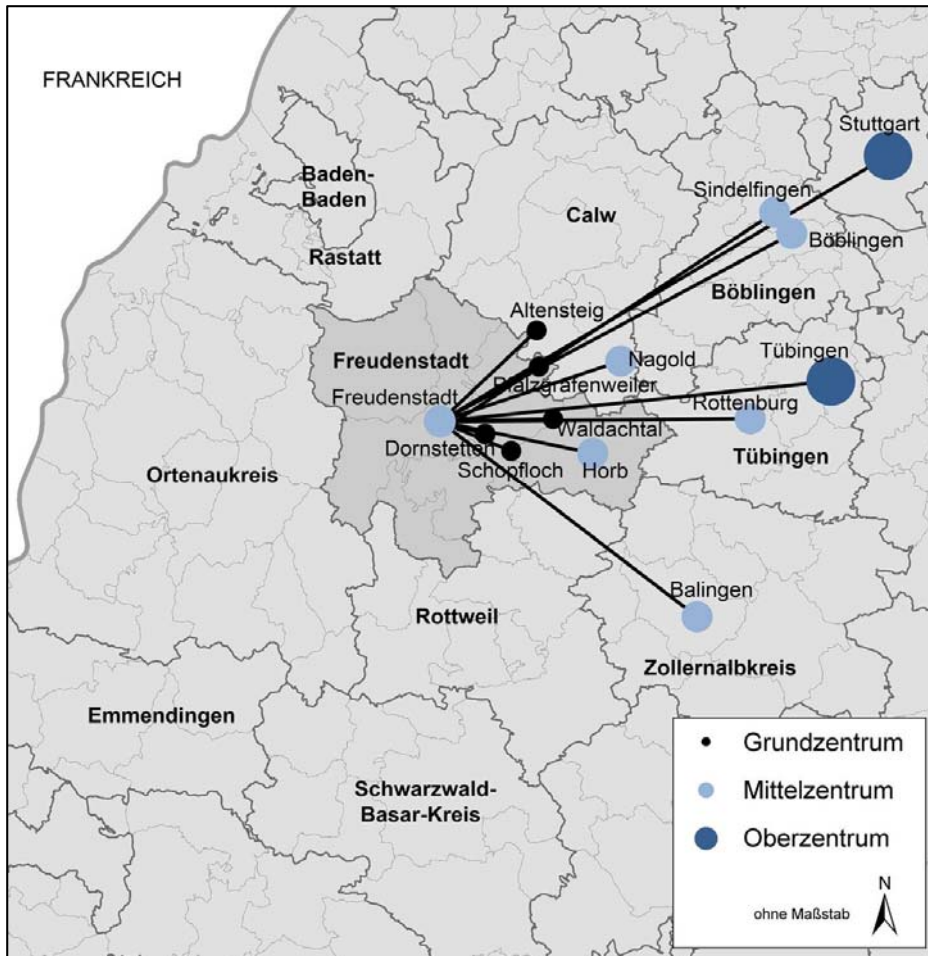 FRANKREICH
Stuttgart
Baden-
Baden
Sindelfingen
Calw
Böblingen
Rastatt
Böblingen
Altensteig
Freudenstadt
Nagold
Tübingen
Pfalzgrafenweiler
Freudenstadt
Rottenburg
Waldachtal
Dornstetten
Tübingen
Schopfloch
Horb
Ortenaukreis
Balingen
Rottweil
Zollernalbkreis
Emmendingen
Schwarzwald-
Basar-Kreis
Grundzentrum
Mittelzentrum
Oberzentrum
N
ohne Maßstab